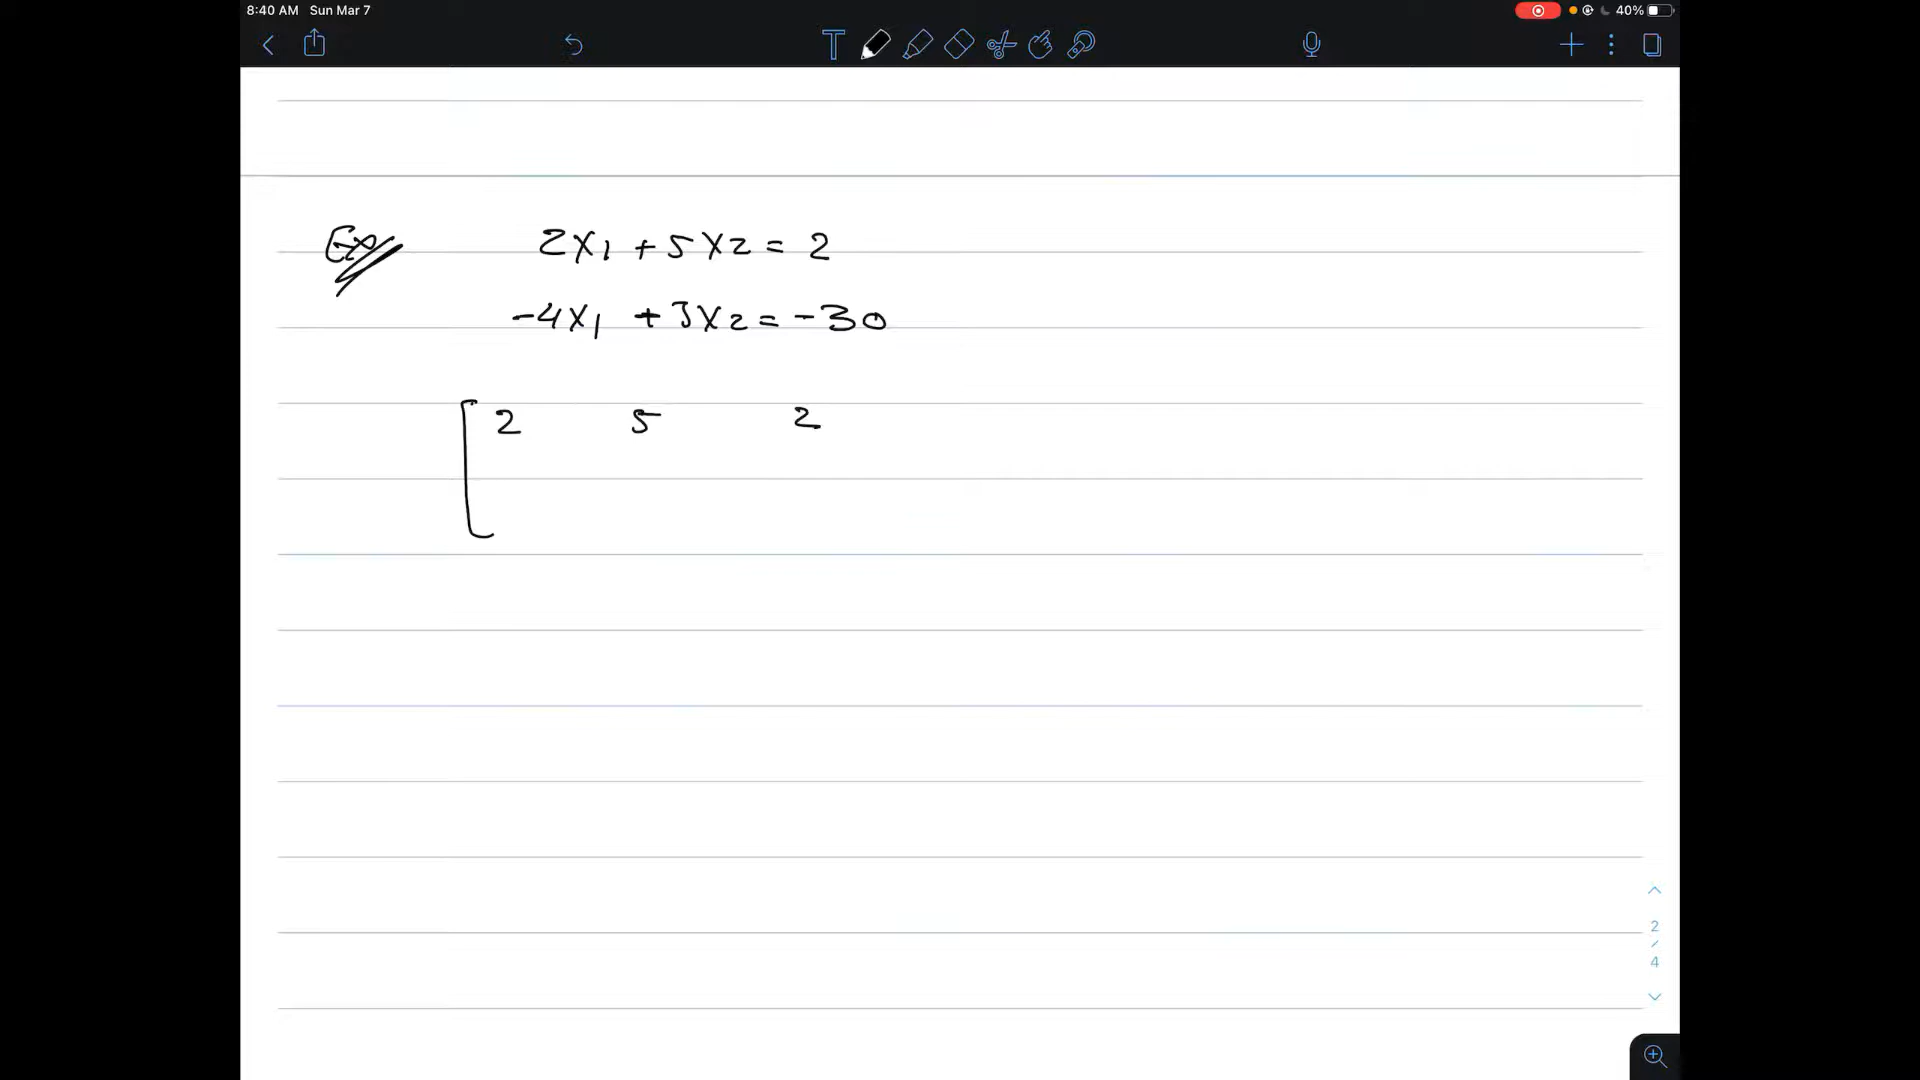 8:40 AM Sun Mar 7
40%
Ex
2x1 + 5x2 = 2
-4x1 + 3x2 = -30
[ 2 5 2
2
4